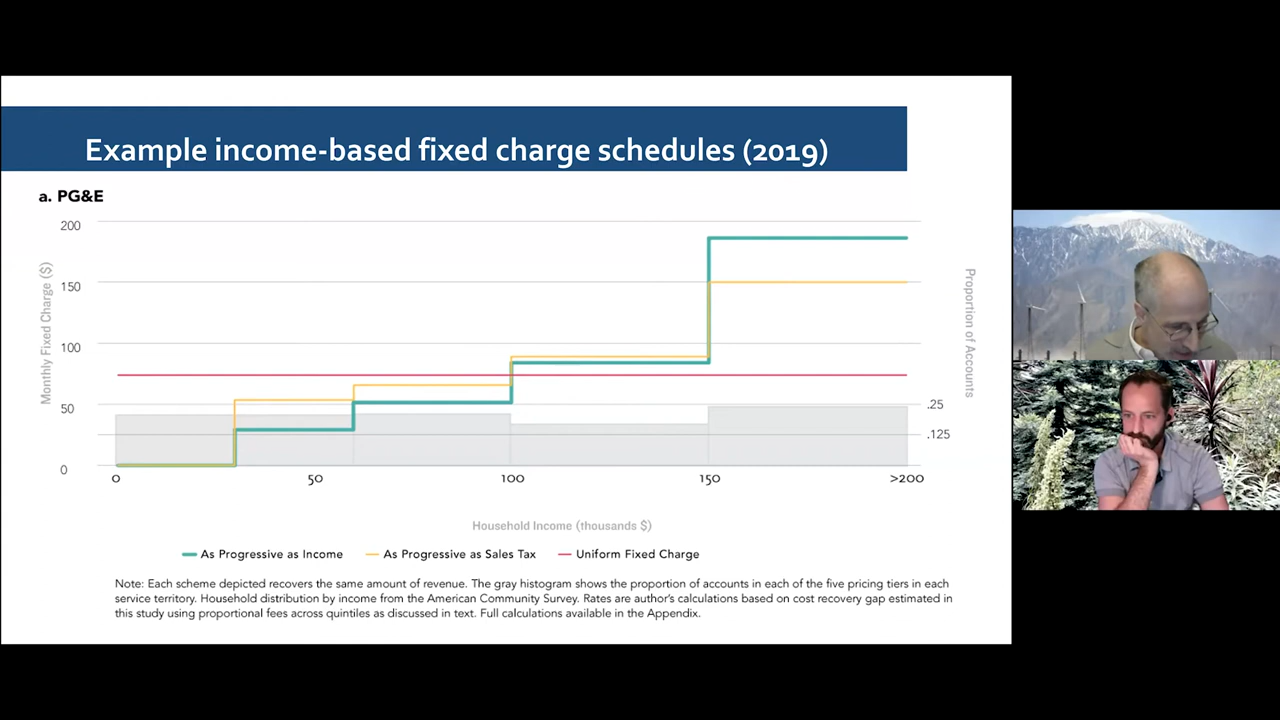 Example income-based fixed charge schedules (2019)
a. PG&E
200
150
100
50
0
Monthly Fixed Charge ($)
Proportion of Accounts
.25
.125
0
50
100
150
>200
Household Income (thousands $)
As Progressive as Income
As Progressive as Sales Tax
Uniform Fixed Charge
Note: Each scheme depicted recovers the same amount of revenue. The gray histogram shows the proportion of accounts in each of the five pricing tiers in each
service territory. Household distribution by income from the American Community Survey. Rates are author's calculations based on cost recovery gap estimated in
this study using proportional fees across quintiles as discussed in text. Full calculations available in the Appendix.